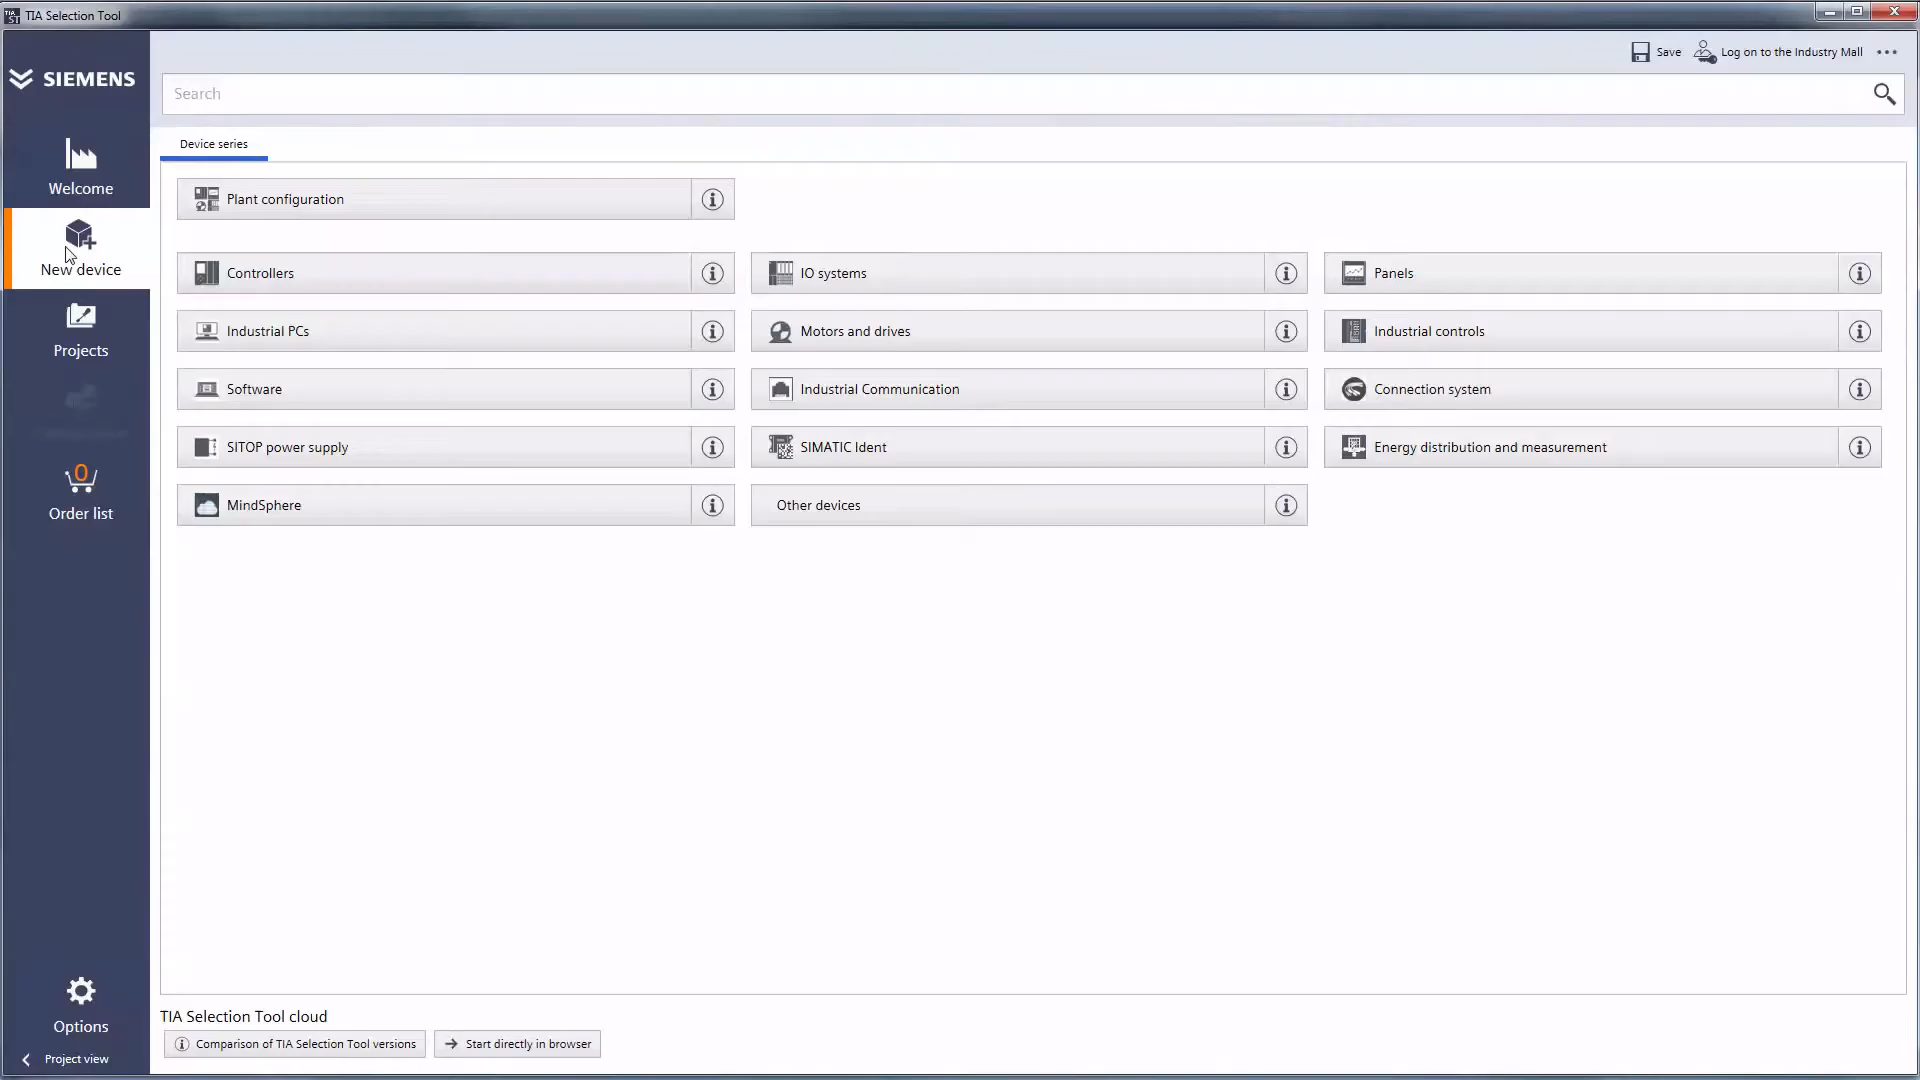 TIA Selection Tool
SIEMENS
Save
Log on to the Industry Mall
Search
Welcome
New device
Projects
0
Order list
Options
Project view
Device series
Plant configuration
Controllers
IO systems
Panels
Industrial PCs
Motors and drives
Industrial controls
Software
Industrial Communication
Connection system
SITOP power supply
SIMATIC Ident
Energy distribution and measurement
MindSphere
Other devices
TIA Selection Tool cloud
Comparison of TIA Selection Tool versions
Start directly in browser